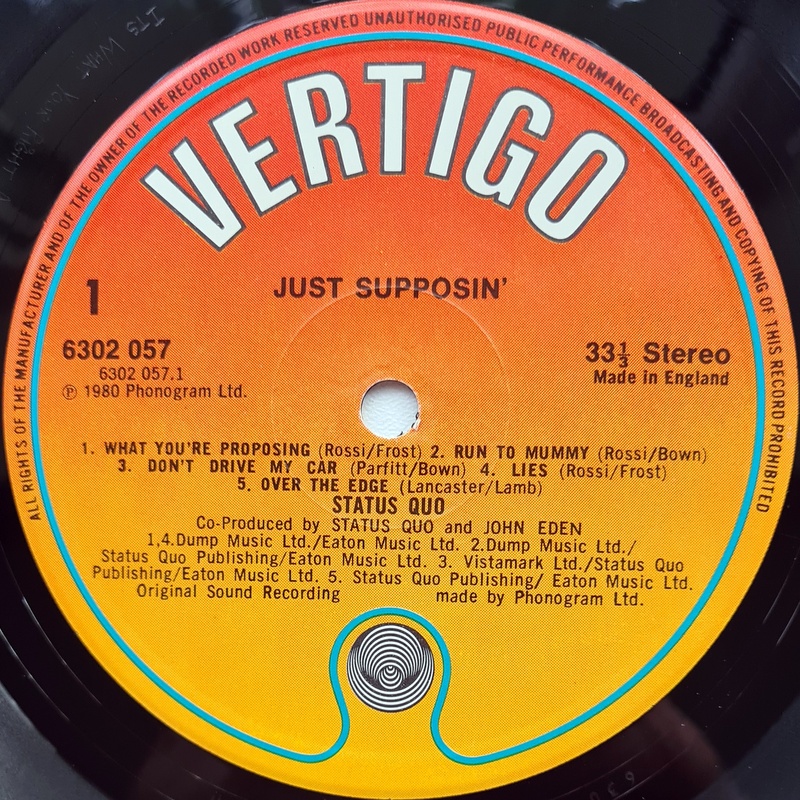 ALL RIGHTS OF THE MANUFACTURER AND OF THE OWNER OF THE RECORDED WORK RESERVED UNAUTHORISED PUBLIC PERFORMANCE BROADCASTING AND COPYING OF THIS RECORD PROHIBITED
VERTIGO
JUST SUPPOSIN'
1
6302 057
33⅓ Stereo
6302 057.1
Made in England
℗ 1980 Phonogram Ltd.
1. WHAT YOU'RE PROPOSING (Rossi/Frost) 2. RUN TO MUMMY (Rossi/Bown)
3. DON'T DRIVE MY CAR (Parfitt/Bown) 4. LIES (Rossi/Frost)
5. OVER THE EDGE (Lancaster/Lamb)
STATUS QUO
Co-Produced by STATUS QUO and JOHN EDEN
1,4.Dump Music Ltd./Eaton Music Ltd. 2.Dump Music Ltd./
Status Quo Publishing/Eaton Music Ltd. 3. Vistamark Ltd./Status Quo
Publishing/Eaton Music Ltd. 5. Status Quo Publishing/ Eaton Music Ltd.
Original Sound Recording made by Phonogram Ltd.